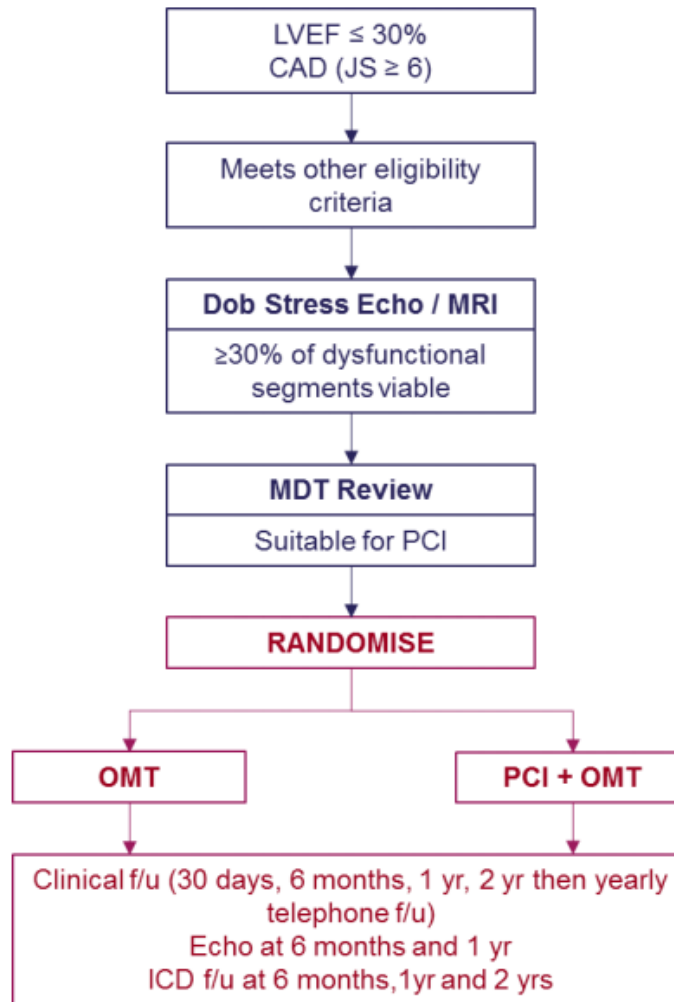 LVEF ≤ 30%
CAD (JS ≥ 6)
Meets other eligibility
criteria
Dob Stress Echo / MRI
≥30% of dysfunctional
segments viable
MDT Review
Suitable for PCI
RANDOMISE
OMT
PCI + OMT
Clinical f/u (30 days, 6 months, 1 yr, 2 yr then yearly
telephone f/u)
Echo at 6 months and 1 yr
ICD f/u at 6 months,1yr and 2 yrs